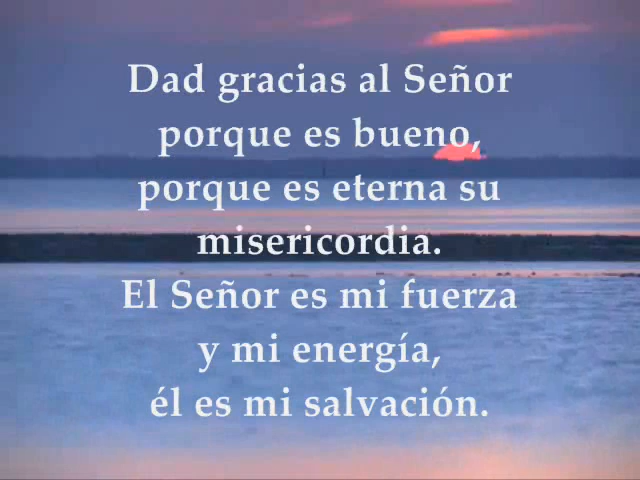 Dad gracias al Señor
porque es bueno,
porque es eterna su
misericordia.
El Señor es mi fuerza
y mi energía,
él es mi salvación.